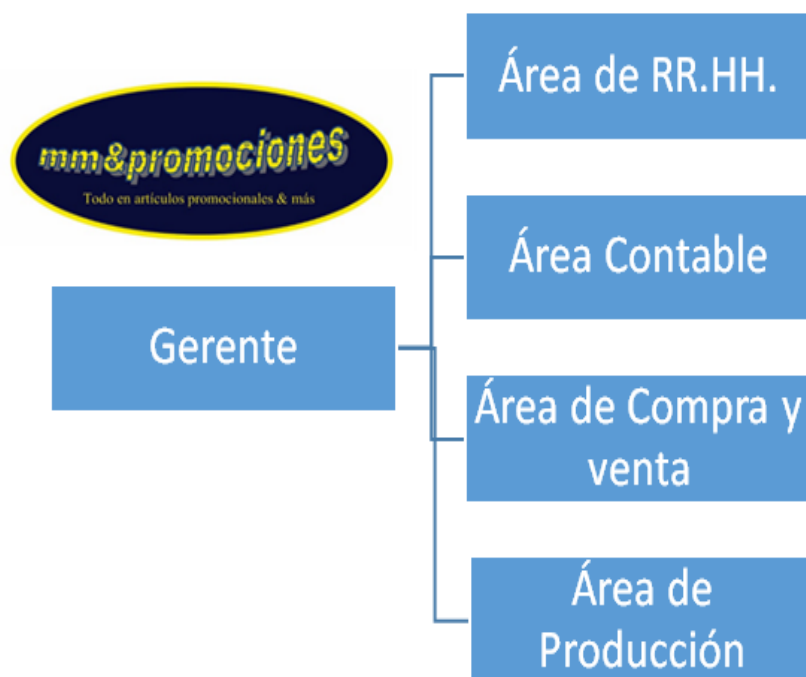 mm&promociones
Todo en artículos promocionales & más
Gerente
Área de RR.HH.
Área Contable
Área de Compra y
venta
Área de
Producción